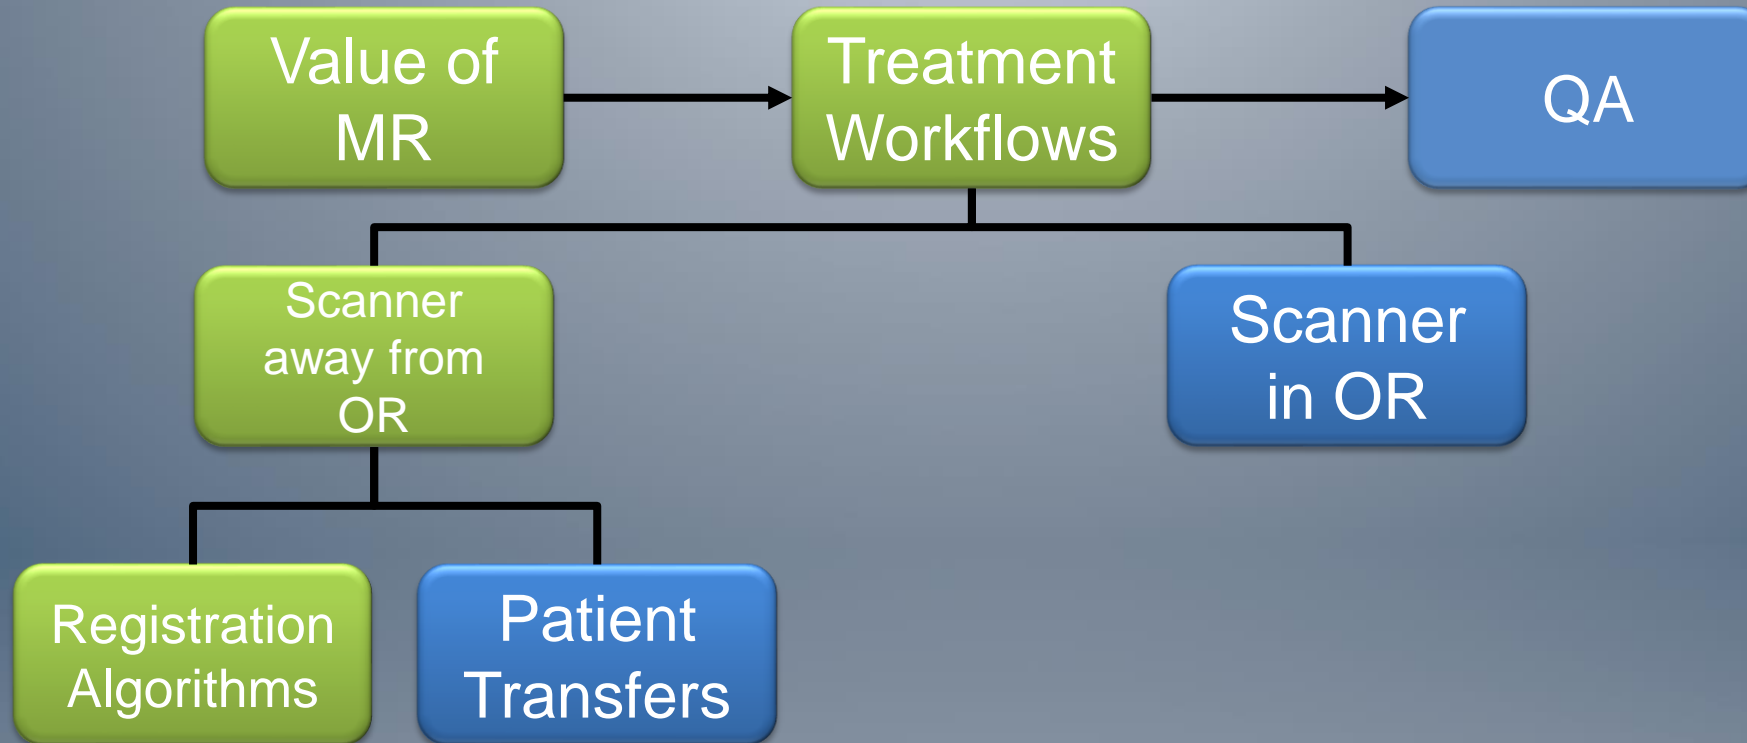 Value of
MR
Treatment
Workflows
QA
Scanner
away from
OR
Scanner
in OR
Registration
Algorithms
Patient
Transfers